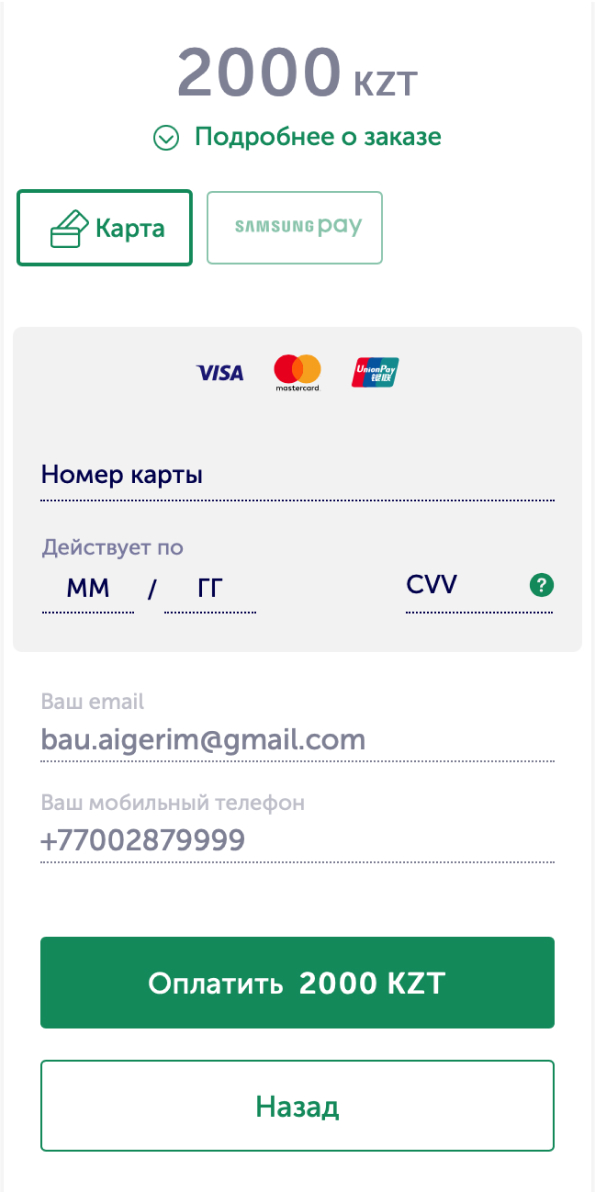 2000 KZT
Подробнее о заказе
Карта
SAMSUNG pay
VISA
mastercard
UnionPay
银联
Номер карты
Действует по
ММ / ГГ
CVV
?
Ваш email
bau.aigerim@gmail.com
Ваш мобильный телефон
+77002879999
Оплатить 2000 KZT
Назад